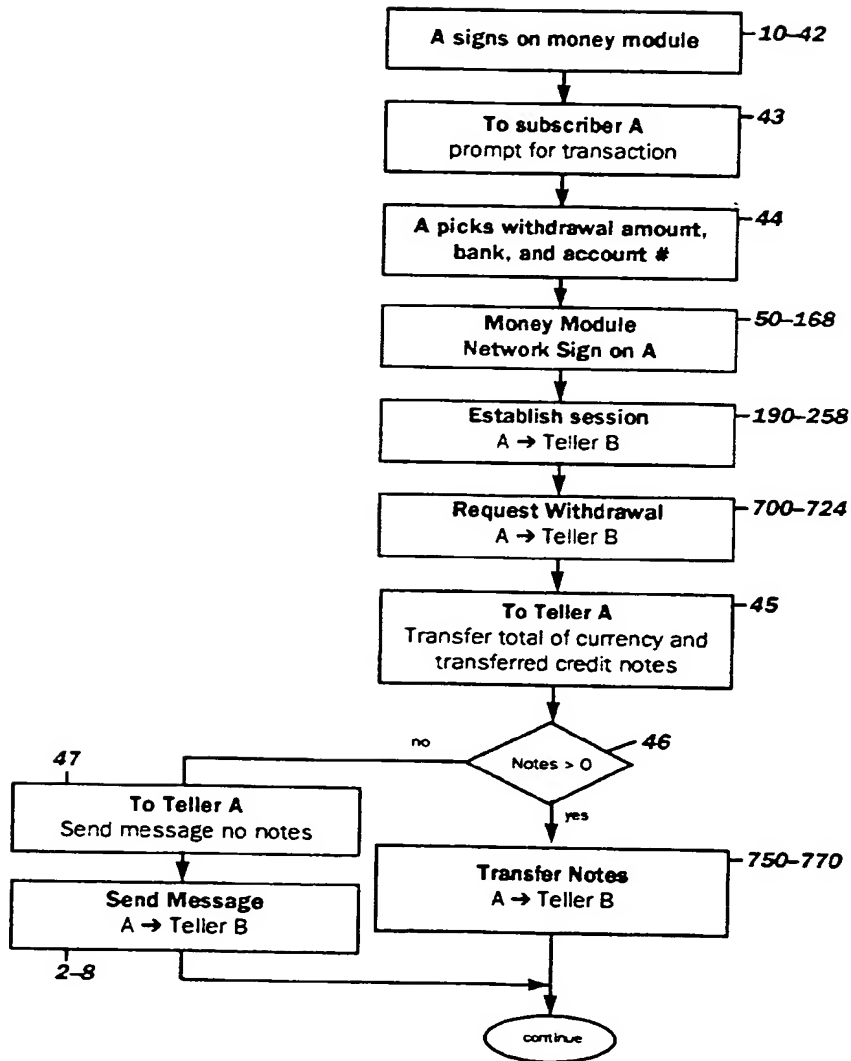 A signs on money module
10–42
To subscriber A
prompt for transaction
43
A picks withdrawal amount,
bank, and account #
44
Money Module
Network Sign on A
50–168
Establish session
A → Teller B
190–258
Request Withdrawal
A → Teller B
700–724
To Teller A
Transfer total of currency and
transferred credit notes
45
Notes > 0
46
no
yes
47
To Teller A
Send message no notes
Send Message
A → Teller B
2–8
Transfer Notes
A → Teller B
750–770
continue